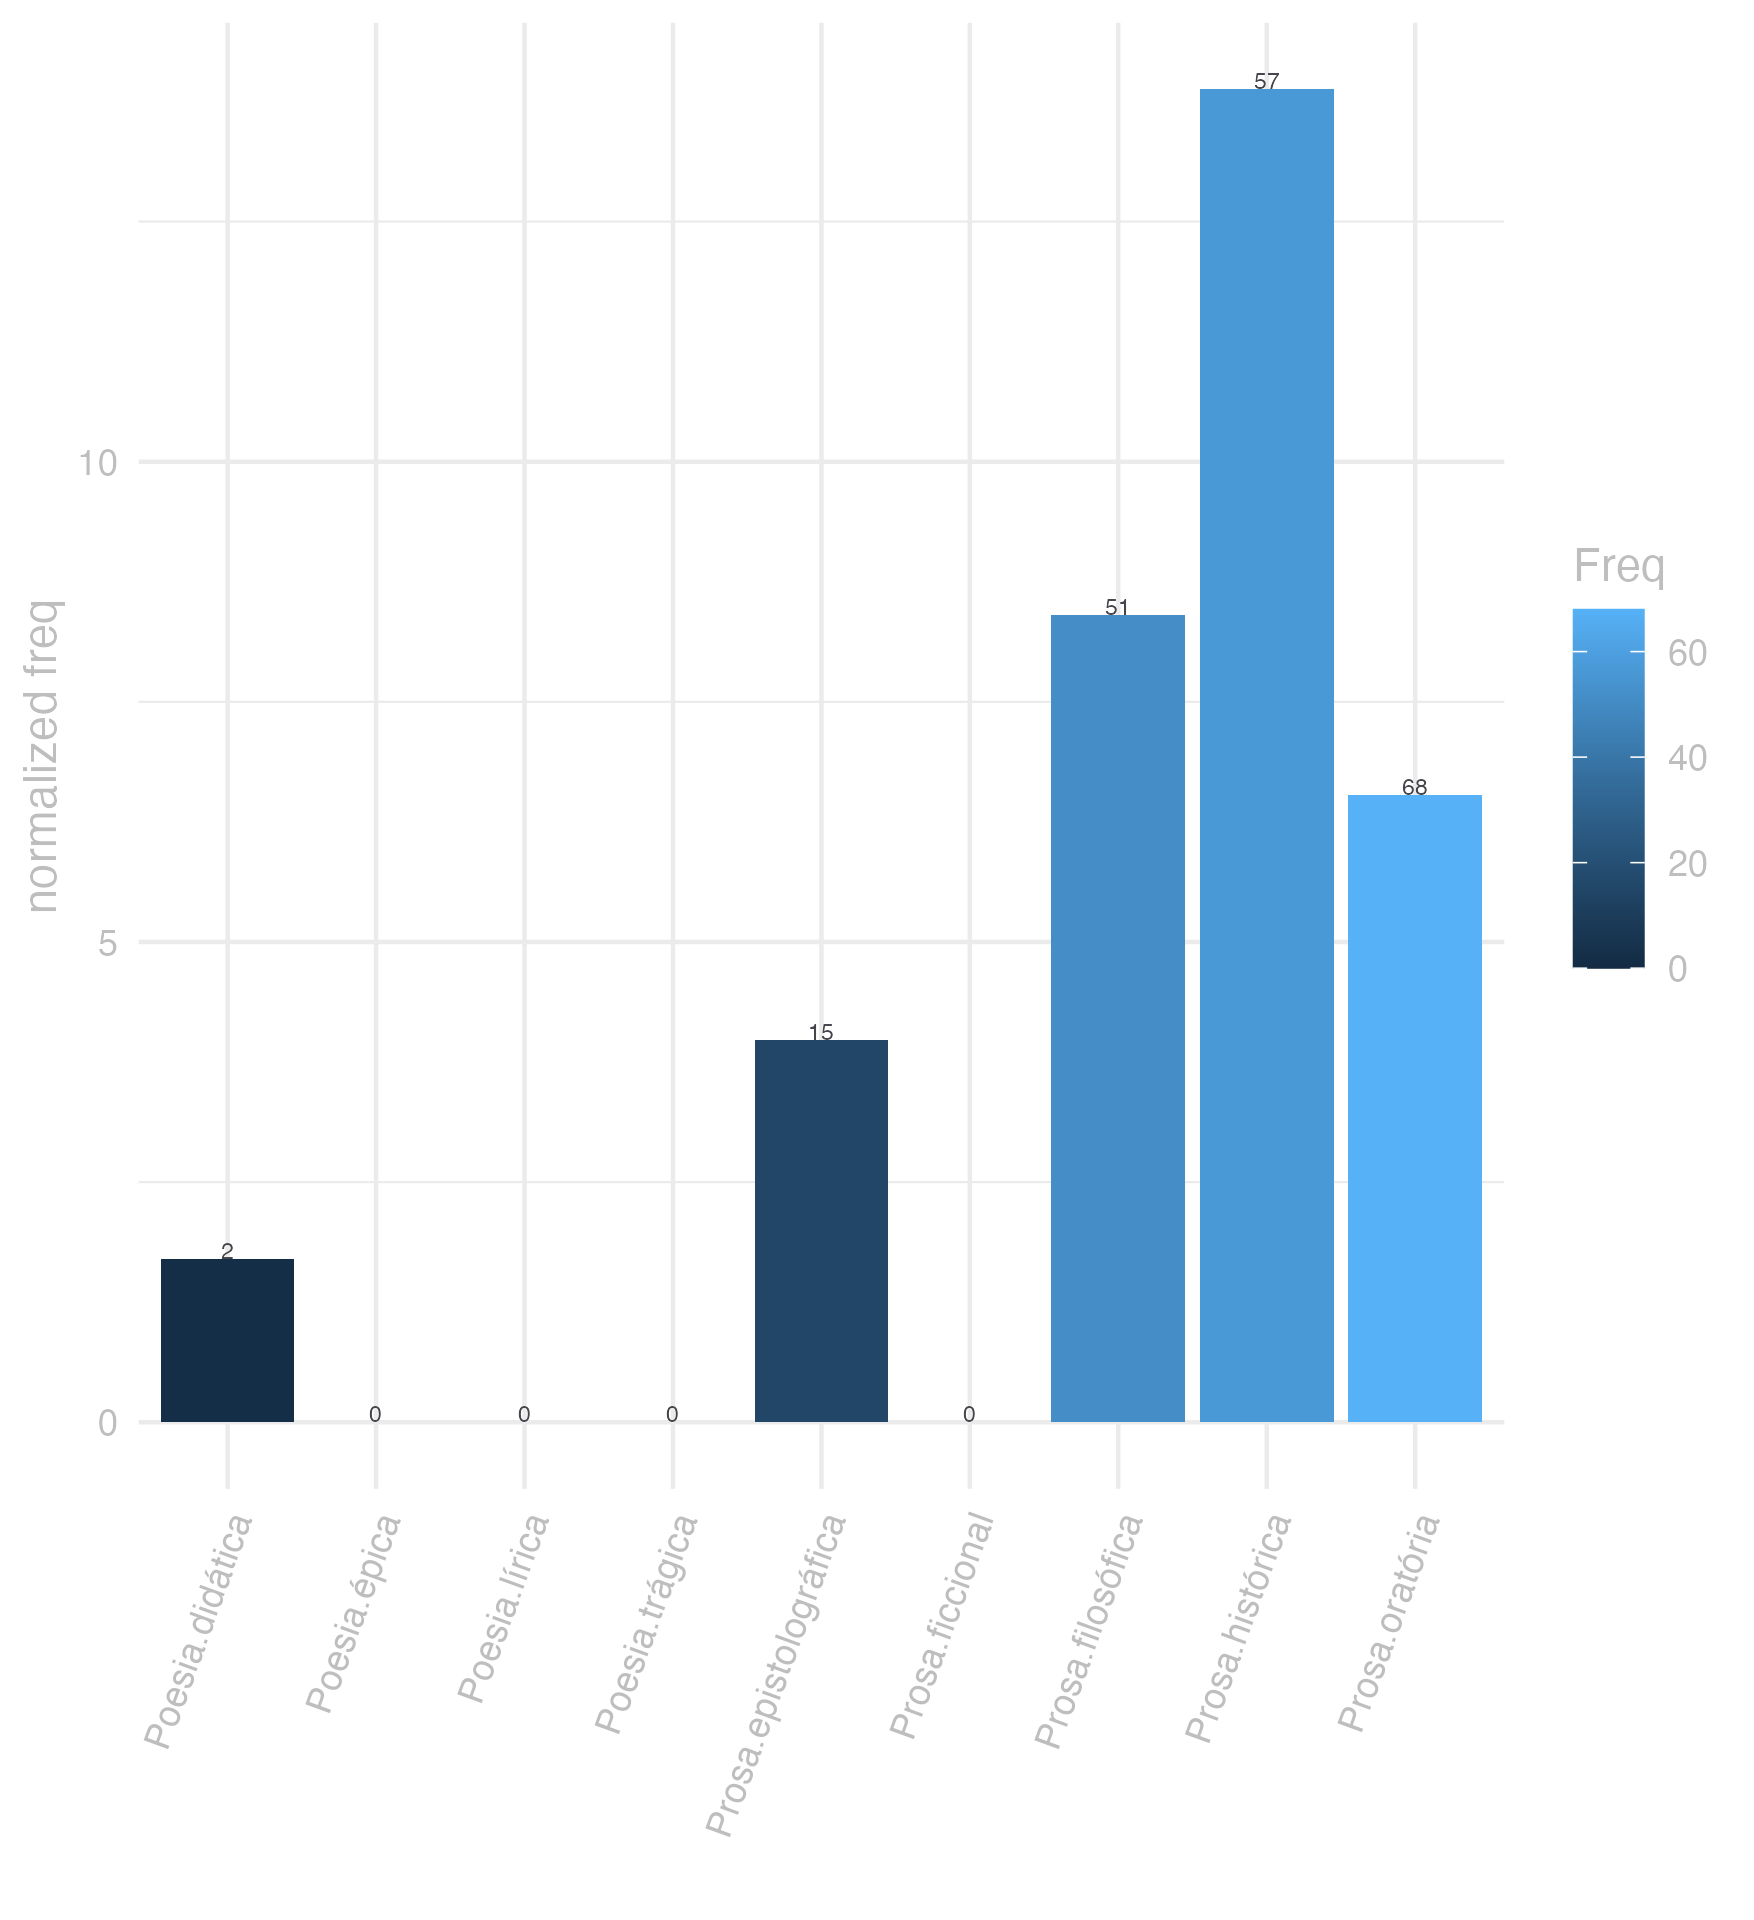 57
10
51
normalized freq
Freq
60
40
20
0
68
5
15
2
0
0
0
0
0
Poesia.didática
Poesia.épica
Poesia.lírica
Poesia.trágica
Prosa.epistolográfica
Prosa.ficcional
Prosa.filosófica
Prosa.histórica
Prosa.oratória